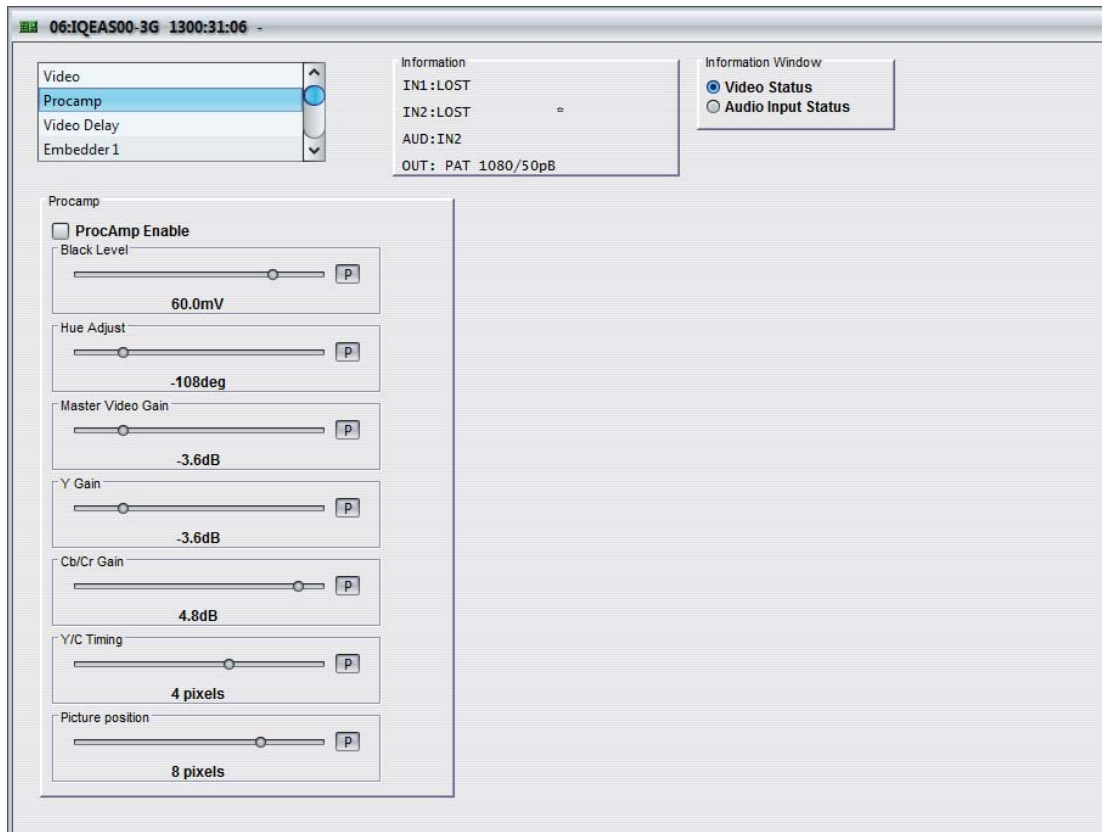 06:IQEAS00-3G 1300:31:06 -
Video
Procamp
Video Delay
Embedder 1
Information
IN1:LOST
IN2:LOST *
AUD:IN2
OUT: PAT 1080/50pB
Information Window
Video Status
Audio Input Status
Procamp
ProcAmp Enable
Black Level
P
60.0mV
Hue Adjust
P
-108deg
Master Video Gain
P
-3.6dB
Y Gain
P
-3.6dB
Cb/Cr Gain
P
4.8dB
Y/C Timing
P
4 pixels
Picture position
P
8 pixels